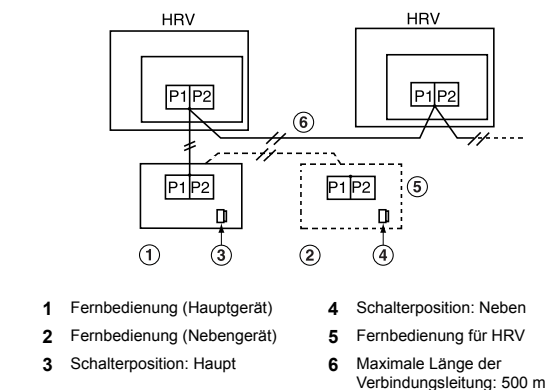 HRV
HRV
P1 P2
P1 P2
6
P1 P2
P1 P2
5
1
3
2
4
1 Fernbedienung (Hauptgerät)
2 Fernbedienung (Nebengerät)
3 Schalterposition: Haupt
4 Schalterposition: Neben
5 Fernbedienung für HRV
6 Maximale Länge der
Verbindungsleitung: 500 m